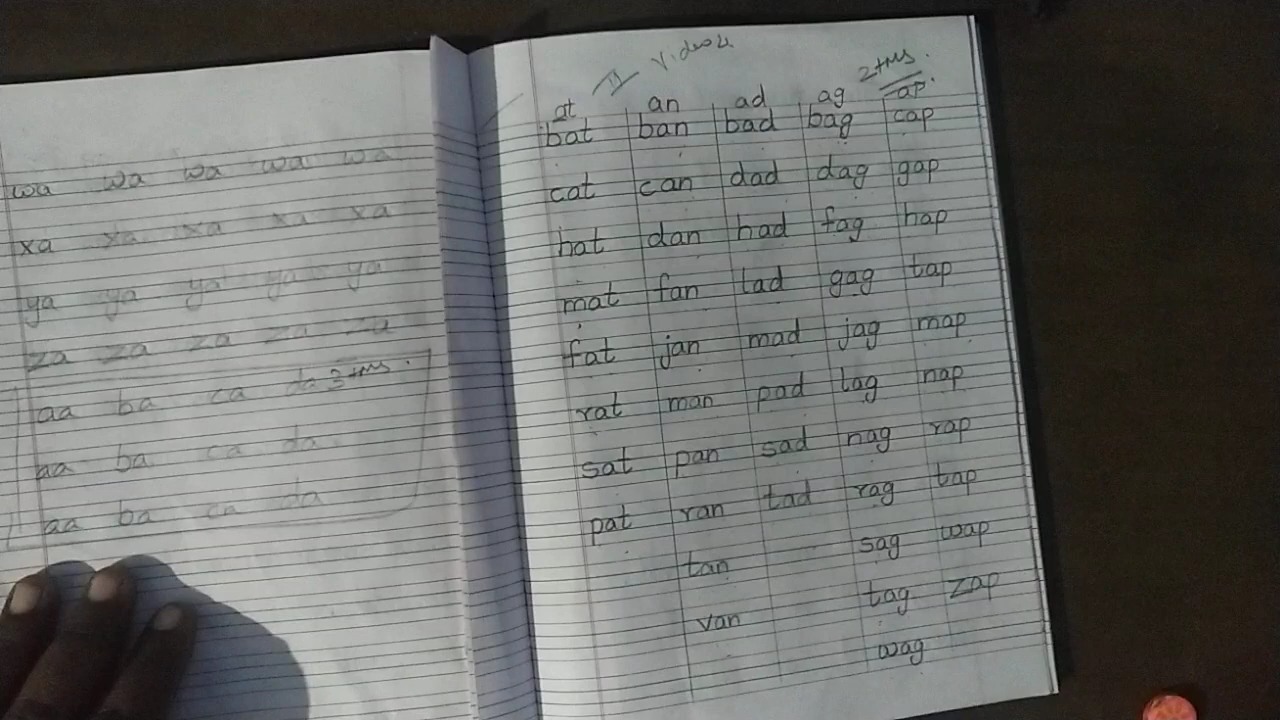 wa wa wa wa wa
xa xa xa xa xa
ya ya ya ya ya
za za za za za
aa ba ca da 3 tms.
aa ba ca da
aa ba ca da
II Video 4
2 tms.
at an ad ag ap.
bat ban bad bag cap
cat can dad dag gap
hat dan had fag hap
mat fan lad gag tap
fat jan mad jag map
rat man pad lag nap
sat pan sad nag rap
pat ran tad rag tap
tan sag wap
van tag zap
wag